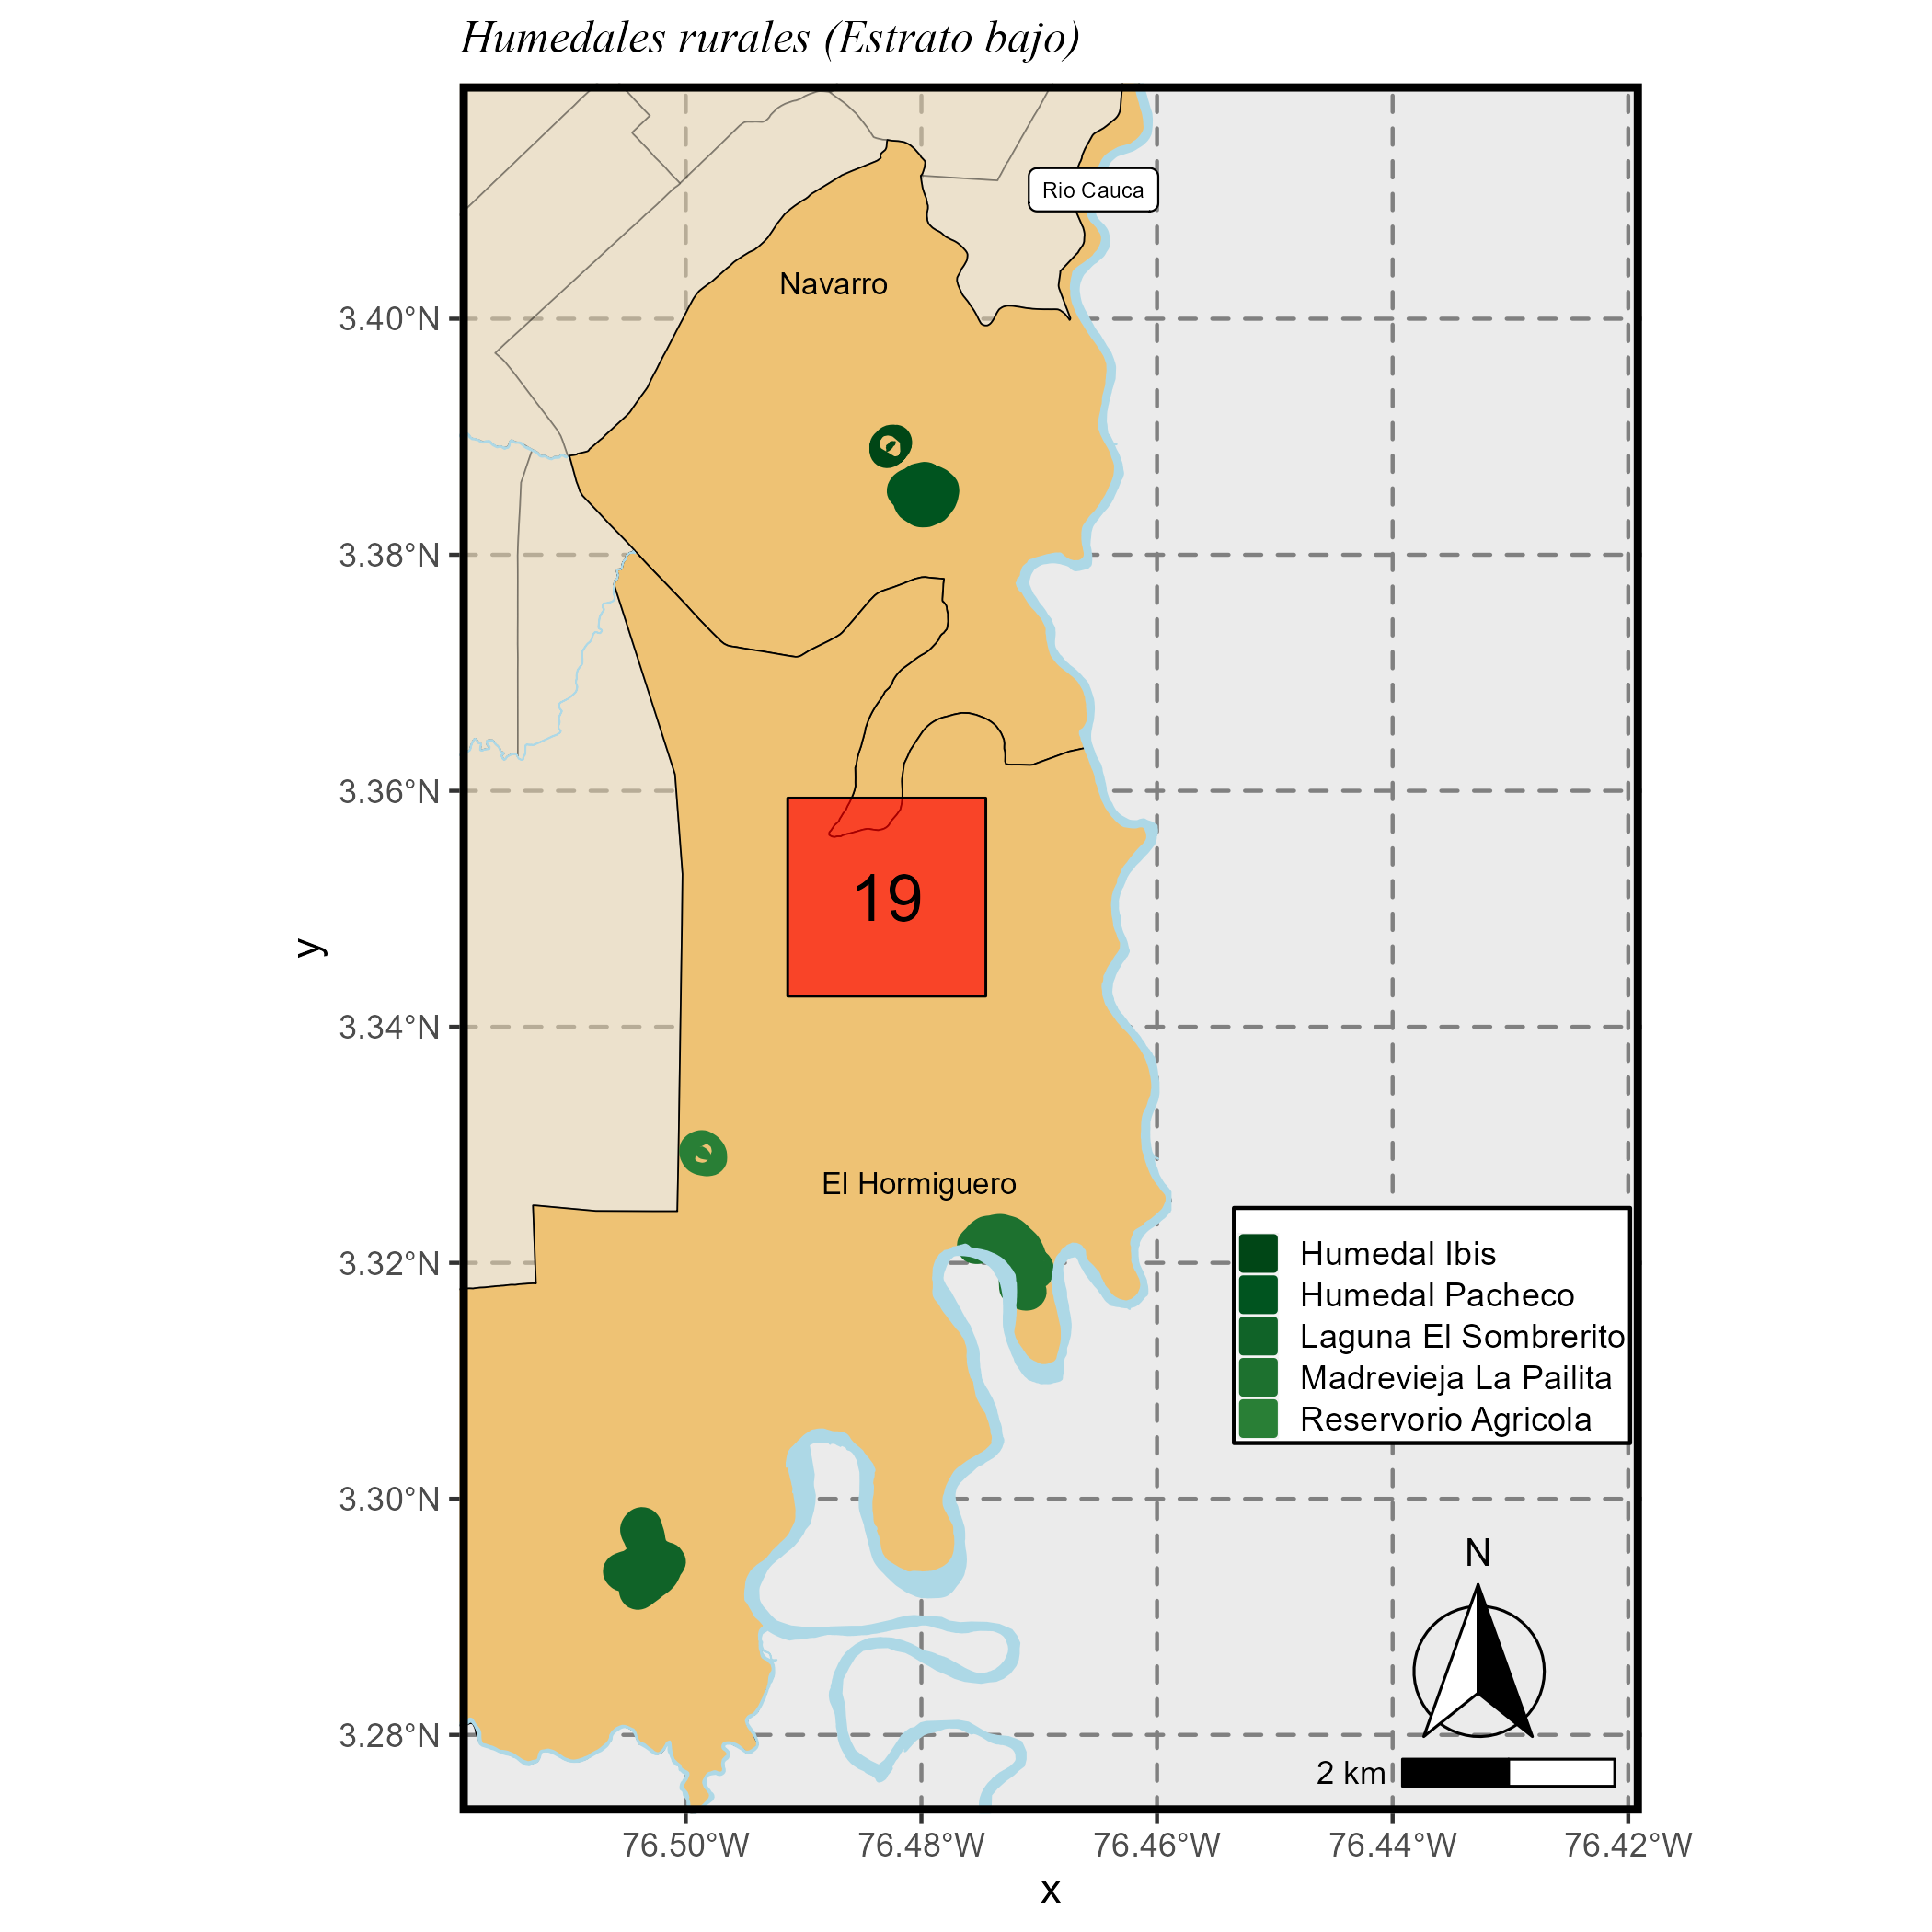 Humedales rurales (Estrato bajo)
Rio Cauca
Navarro
3.40°N
3.38°N
3.36°N
19
y
3.34°N
El Hormiguero
3.32°N
Humedal Ibis
Humedal Pacheco
Laguna El Sombrerito
Madrevieja La Pailita
Reservorio Agricola
3.30°N
N
3.28°N
2 km
76.50°W 76.48°W 76.46°W 76.44°W 76.42°W
x